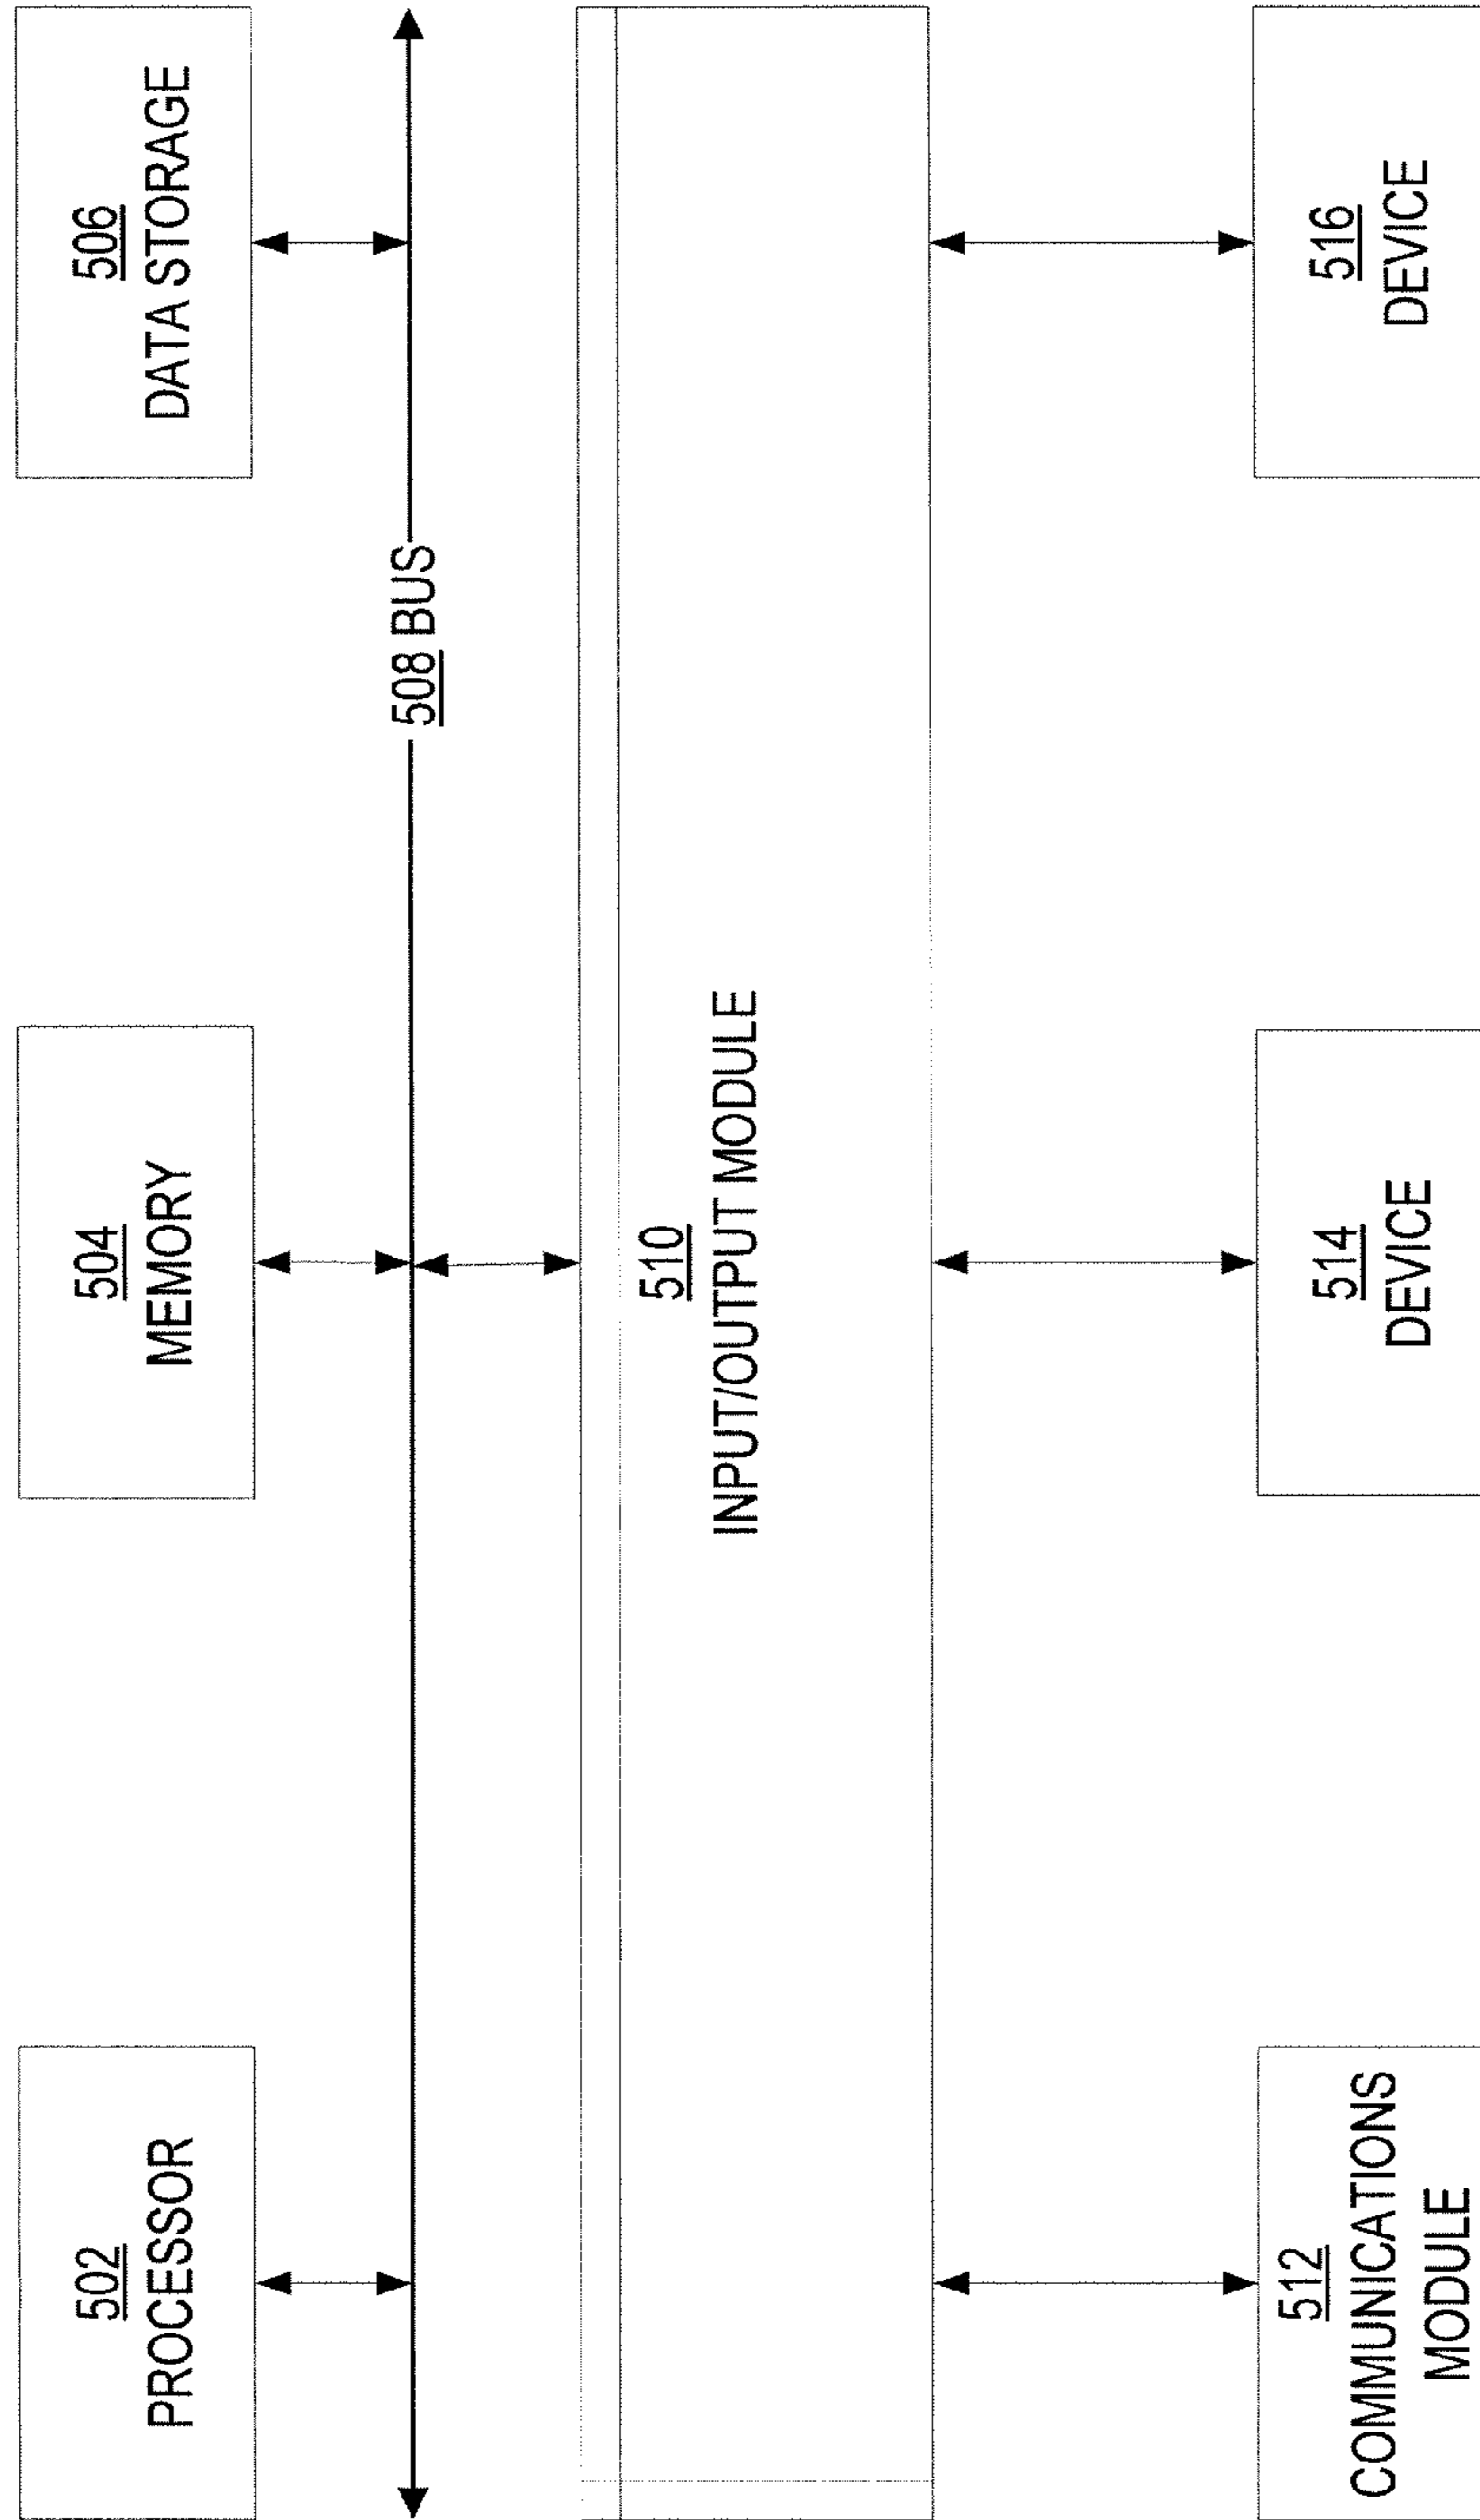 502
PROCESSOR
504
MEMORY
506
DATA STORAGE
508 BUS
510
INPUT/OUTPUT MODULE
512
COMMUNICATIONS
MODULE
514
DEVICE
516
DEVICE